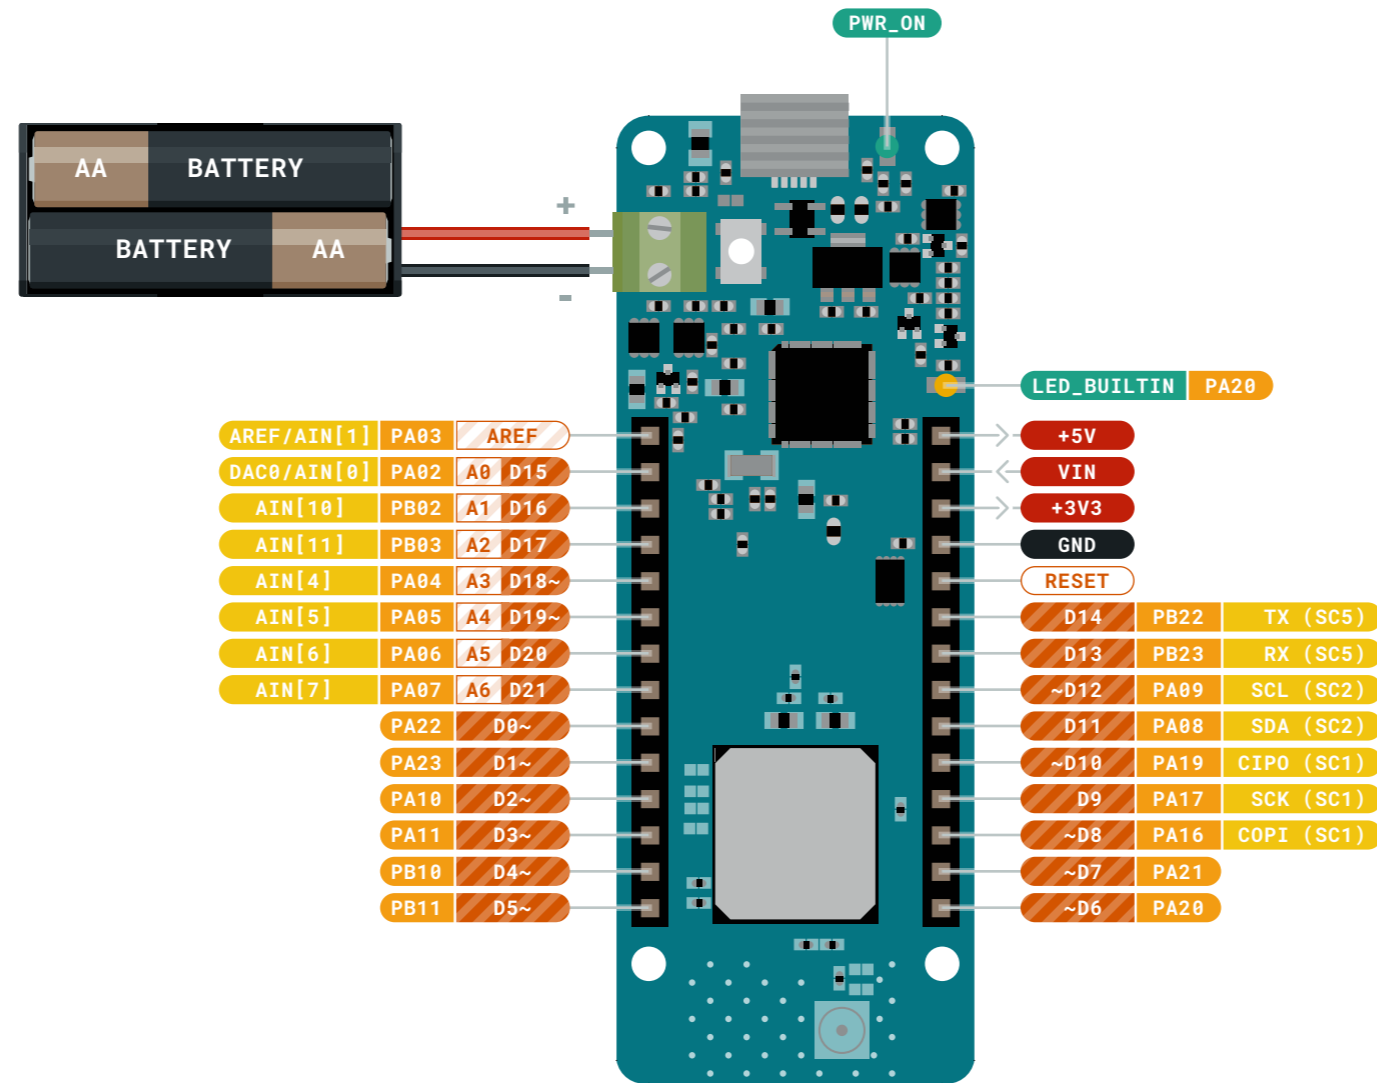 PWR_ON
AA BATTERY
BATTERY AA
+
-
LED_BUILTIN PA20
AREF/AIN[1] PA03 AREF
DAC0/AIN[0] PA02 A0 D15
AIN[10] PB02 A1 D16
AIN[11] PB03 A2 D17
AIN[4] PA04 A3 D18~
AIN[5] PA05 A4 D19~
AIN[6] PA06 A5 D20
AIN[7] PA07 A6 D21
PA22 D0~
PA23 D1~
PA10 D2~
PA11 D3~
PB10 D4~
PB11 D5~
+5V
VIN
+3V3
GND
RESET
D14 PB22 TX (SC5)
D13 PB23 RX (SC5)
~D12 PA09 SCL (SC2)
D11 PA08 SDA (SC2)
~D10 PA19 CIPO (SC1)
D9 PA17 SCK (SC1)
~D8 PA16 COPI (SC1)
~D7 PA21
~D6 PA20